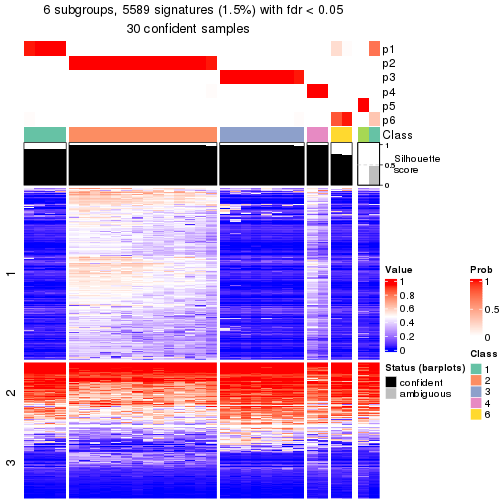 6 subgroups, 5589 signatures (1.5%) with fdr < 0.05
30 confident samples
p1
p2
p3
p4
p5
p6
Class
1
0.5
0
Silhouette
score
1
2
3
Value
1
0.8
0.6
0.4
0.2
0
Status (barplots)
confident
ambiguous
Prob
1
0.5
0
Class
1
2
3
4
6